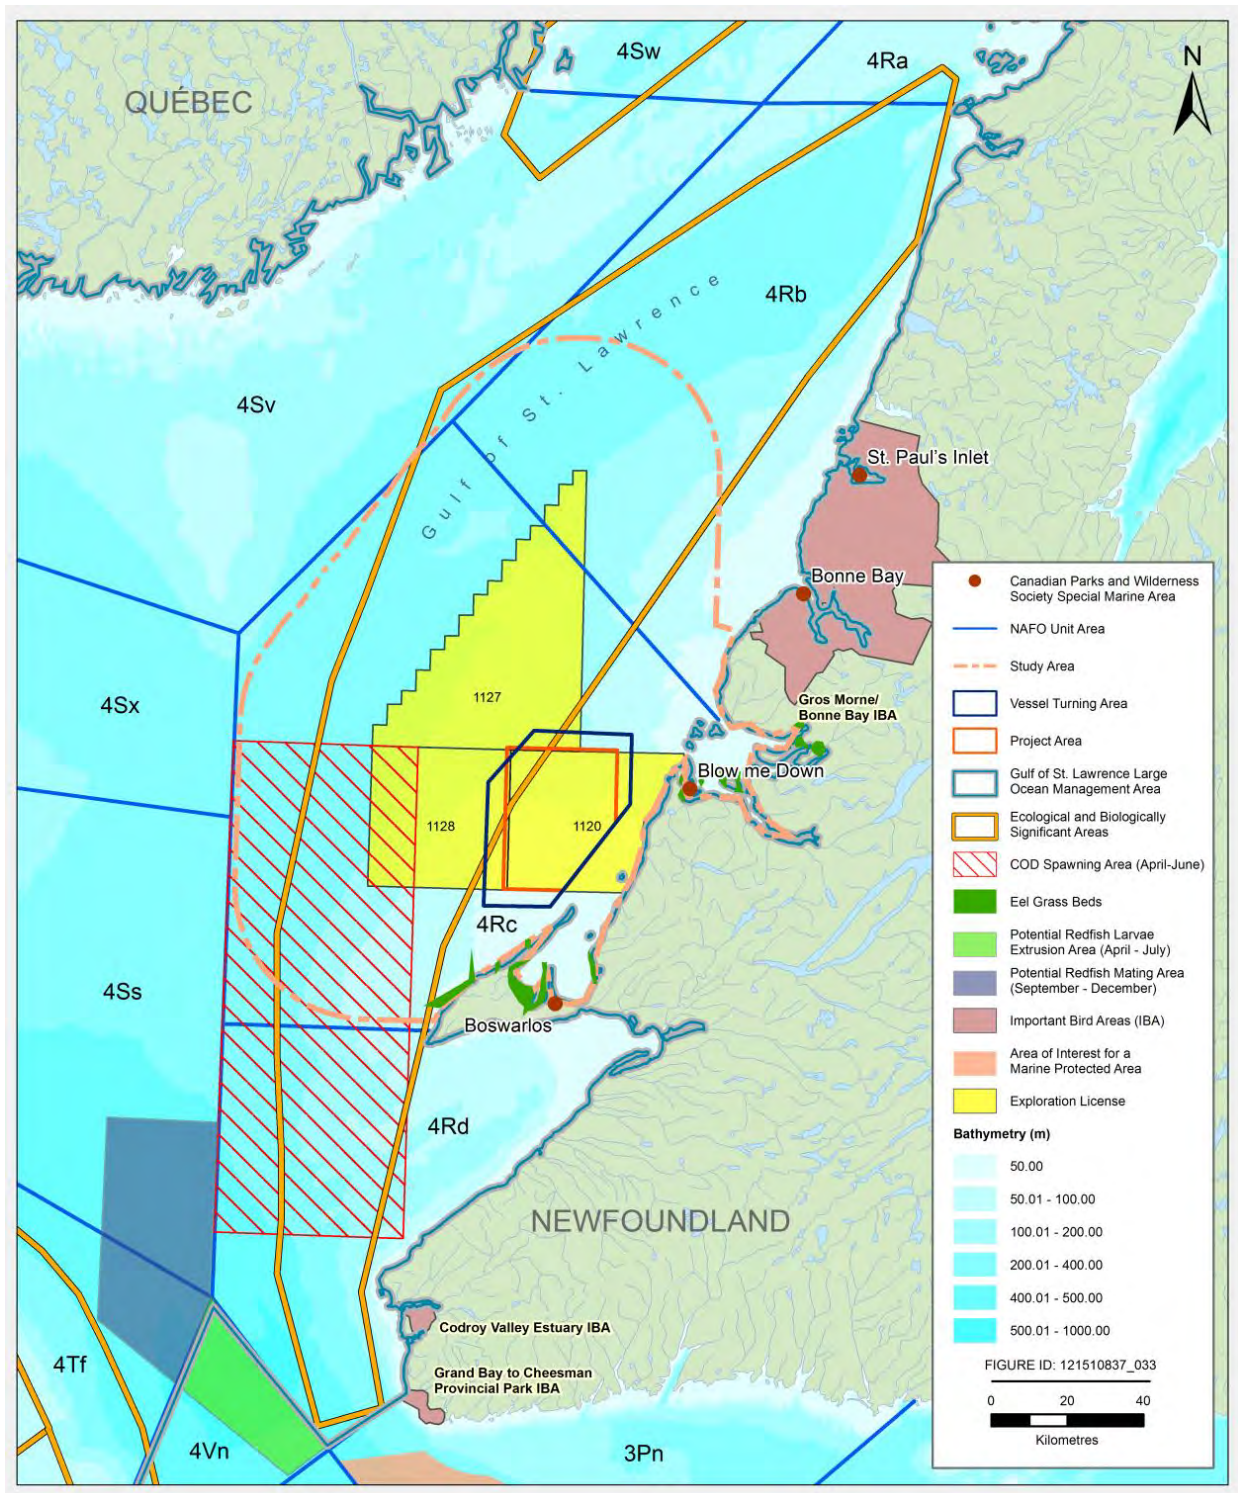 4Sw
4Ra
N
QUÉBEC
4Rb
Gulf of St. Lawrence
4Sv
St. Paul's Inlet
Bonne Bay
4Sx
1127
Gros Morne/
Bonne Bay IBA
Blow me Down
1128
1120
4Rc
4Ss
Boswarlos
4Rd
NEWFOUNDLAND
Codroy Valley Estuary IBA
Grand Bay to Cheesman
Provincial Park IBA
4Tf
4Vn
3Pn
Canadian Parks and Wilderness
Society Special Marine Area
NAFO Unit Area
Study Area
Vessel Turning Area
Project Area
Gulf of St. Lawrence Large
Ocean Management Area
Ecological and Biologically
Significant Areas
COD Spawning Area (April-June)
Eel Grass Beds
Potential Redfish Larvae
Extrusion Area (April - July)
Potential Redfish Mating Area
(September - December)
Important Bird Areas (IBA)
Area of Interest for a
Marine Protected Area
Exploration License
Bathymetry (m)
50.00
50.01 - 100.00
100.01 - 200.00
200.01 - 400.00
400.01 - 500.00
500.01 - 1000.00
FIGURE ID: 121510837_033
0 20 40
Kilometres